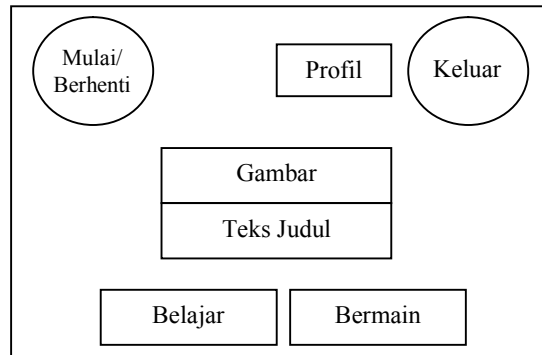 Mulai/
Berhenti
Profil
Keluar
Gambar
Teks Judul
Belajar
Bermain